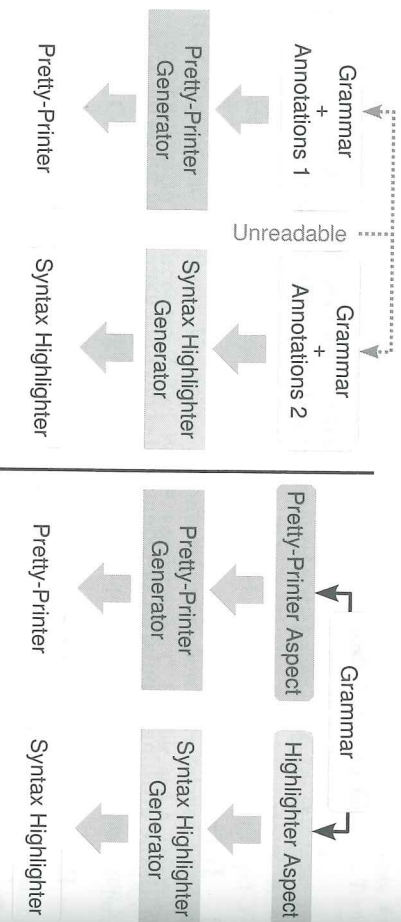 Grammar
+
Annotations 1
Pretty-Printer
Generator
Pretty-Printer
Unreadable
Grammar
+
Annotations 2
Syntax Highlighter
Generator
Syntax Highlighter
Grammar
Pretty-Printer Aspect
Pretty-Printer
Generator
Pretty-Printer
Highlighter Aspect
Syntax Highlighter
Generator
Syntax Highlighter